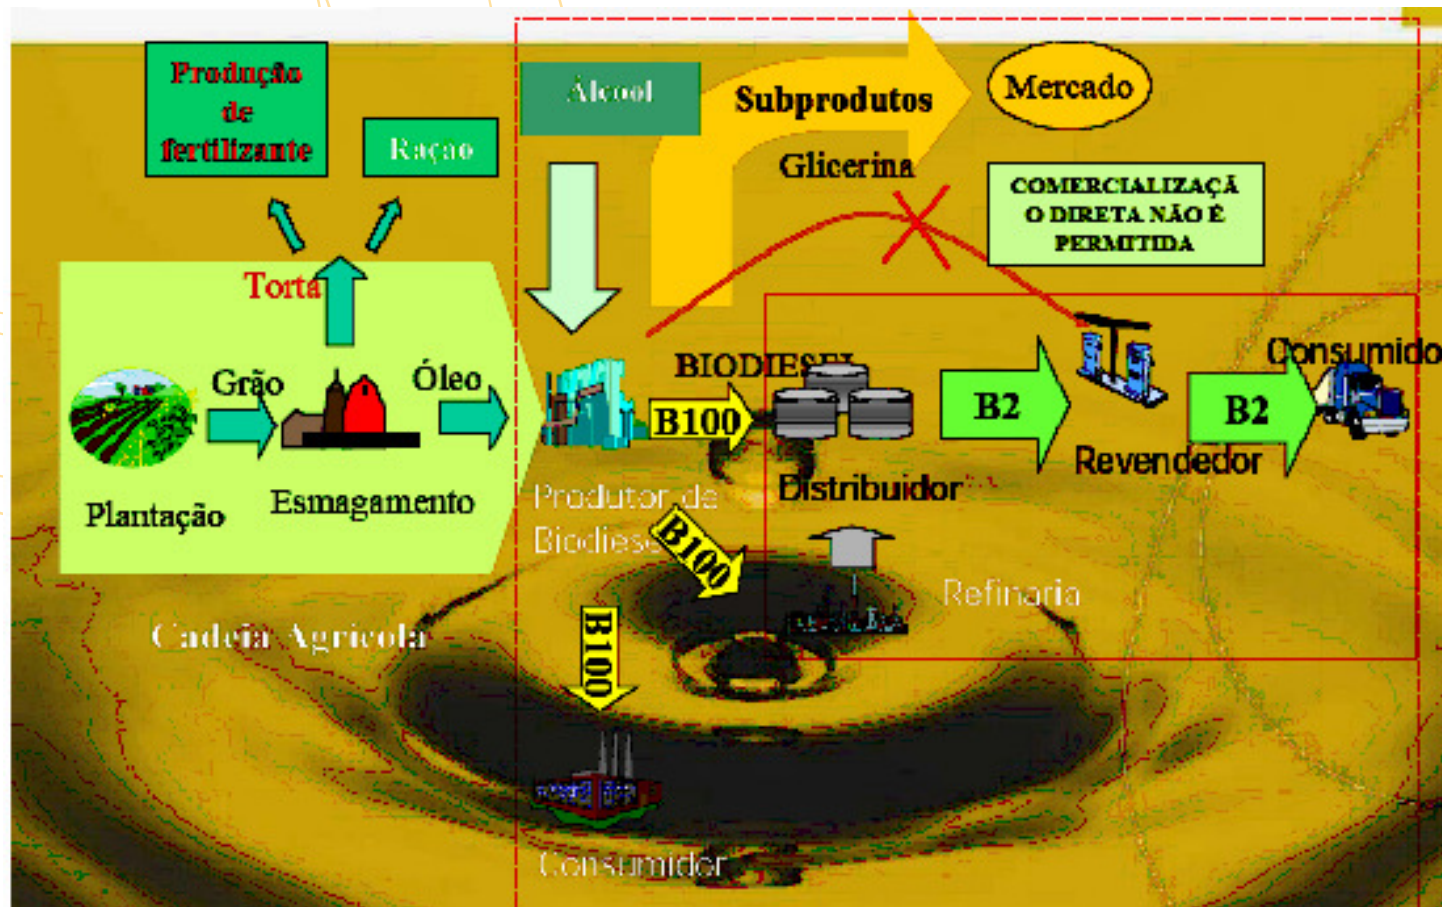 Produção
de
fertilizante
Ração
Álcool
Subprodutos
Mercado
Glicerina
COMERCIALIZAÇÃ
O DIRETA NÃO É
PERMITIDA
Torta
Grão
Óleo
Plantação
Esmagamento
Cadeia Agrícola
BIODIESEL
B100
B2
B2
Consumido
Revendedor
Distribuidor
Produtor de
Biodiesel
B100
Refinaria
B100
Consumidor